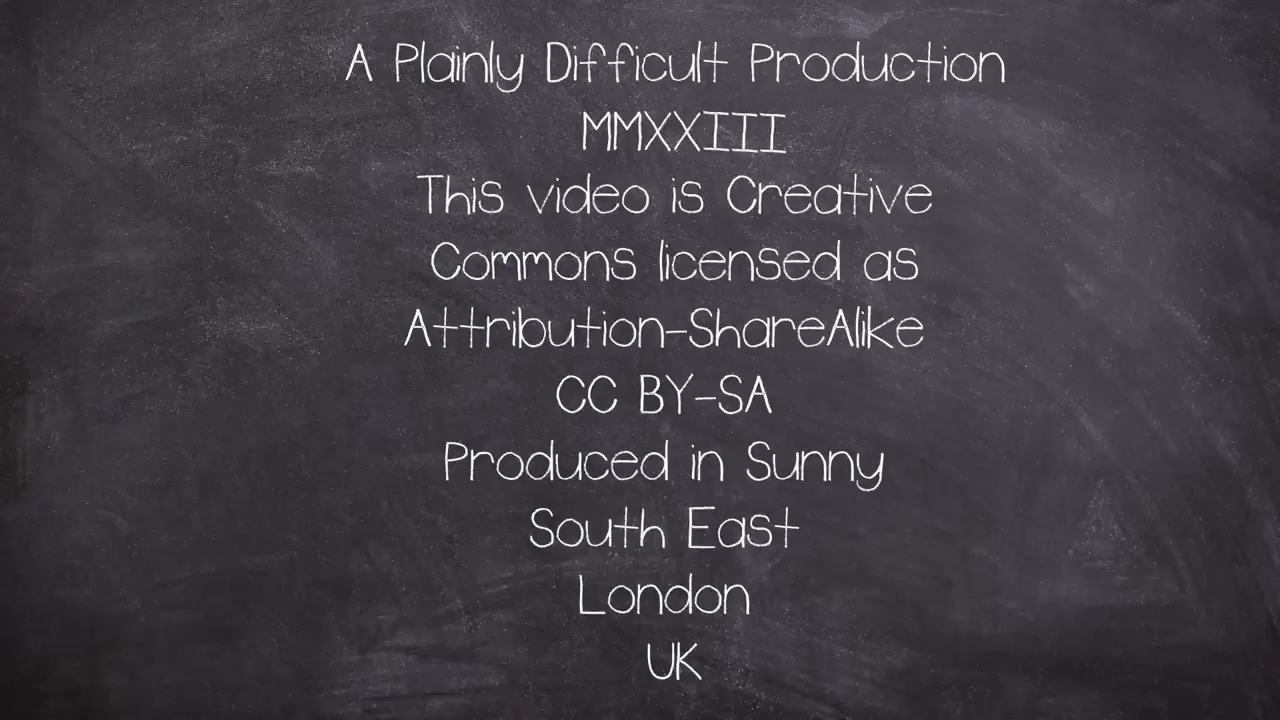 A Plainly Difficult Production
MMXXIII
This video is Creative
Commons licensed as
Attribution-ShareAlike
CC BY-SA
Produced in Sunny
South East
London
UK